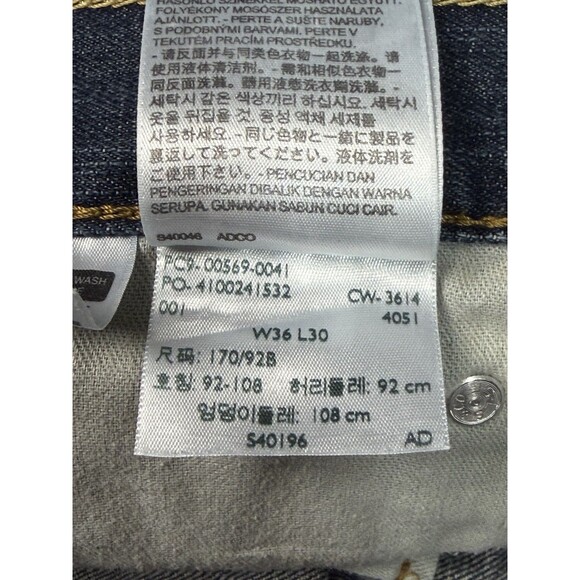 HASONLÓ SZÍNEKKEL MOSHATÓ EGYÜTT.
FOLYÉKONY MOSÓSZER HASZNÁLATA
AJÁNLOTT. - PERTE A SUŠTE NARUBY,
S PODOBNÝMI BARVAMI. PERTE V
TEKUTÉM PRACÍM PROSTŘEDKU.
- 请反面并与同类色衣物一起洗涤。请
使用液体清洁剂。- 需和相似色衣物一
同反面洗滌。器用液態洗衣劑洗滌。-
세탁시 같은 색상끼리 하십시요. 세탁시
옷을 뒤집을 것. 중성 액체 세제를
사용하세요. - 同じ色物と一緒に製品を
裏返して洗ってください。液体洗剤を
ご使用下さい。- PENCUCIAN DAN
PENGERINGAN DIBALIK DENGAN WARNA
SERUPA. GUNAKAN SABUN CUCI CAIR.
S40046 ADCO
WASH
PC9-00569-0041
PO-4100241532 CW-3614
001 4051
W36 L30
尺码: 170/92B
호칭: 92-108 허리둘레: 92 cm
엉덩이둘레: 108 cm
S40196 AD